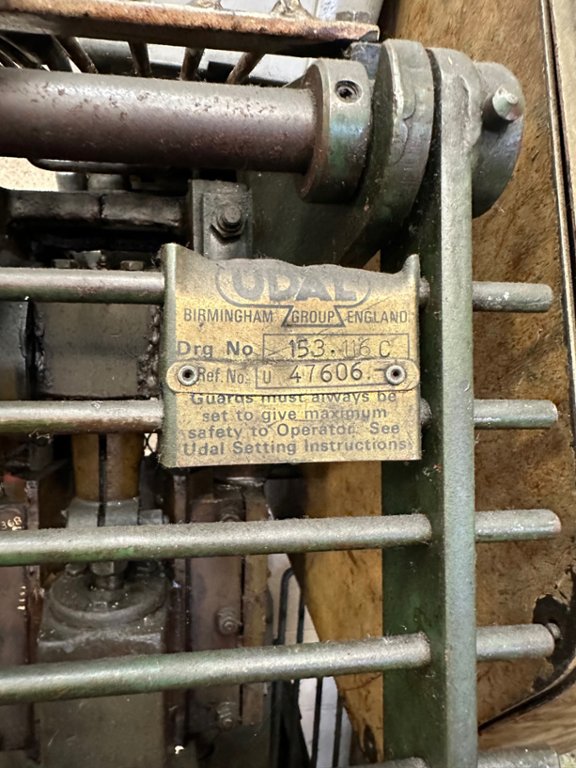 UDAL
BIRMINGHAM GROUP ENGLAND
Drg No. 153.116 C
Ref. No. U 47606.
Guards must always be
set to give maximum
safety to Operator. See
Udal Setting Instructions